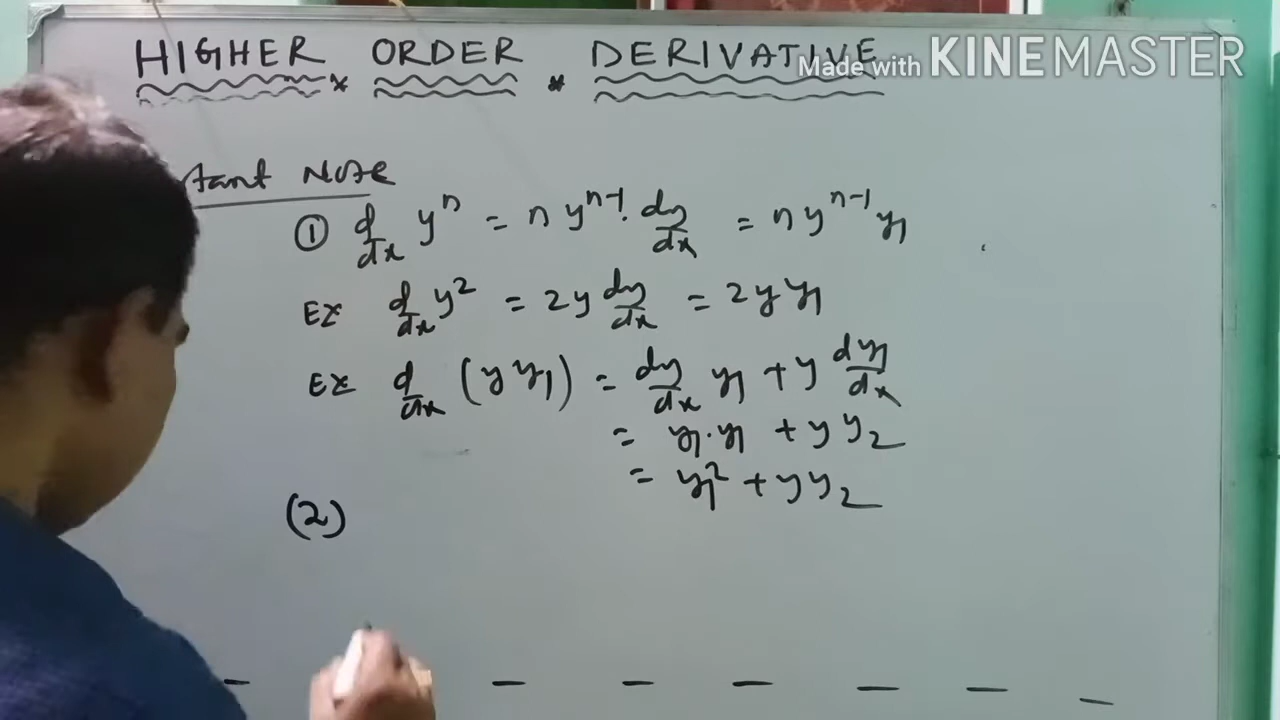 HIGHER * ORDER * DERIVATIVE
Made with KINEMASTER
tant Note
① d/dx yⁿ = n yⁿ⁻¹ · dy/dx = n yⁿ⁻¹ y₁
Ex d/dx y² = 2y dy/dx = 2 y y₁
Ex d/dx (y y₁) = dy/dx y₁ + y dy₁/dx
= y₁ · y₁ + y y₂
= y₁² + y y₂
(2)